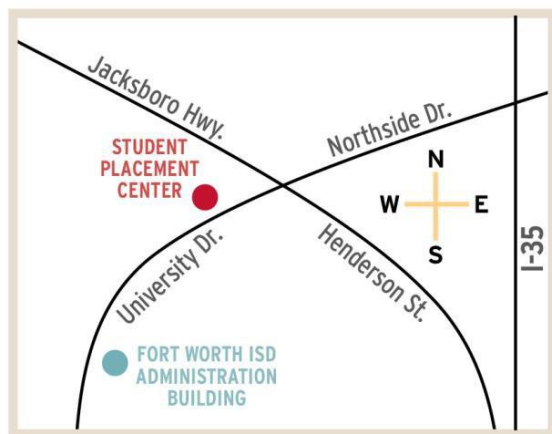 Jacksboro Hwy.
Northside Dr.
STUDENT
PLACEMENT
CENTER
N
W E
S
I-35
University Dr.
Henderson St.
FORT WORTH ISD
ADMINISTRATION
BUILDING